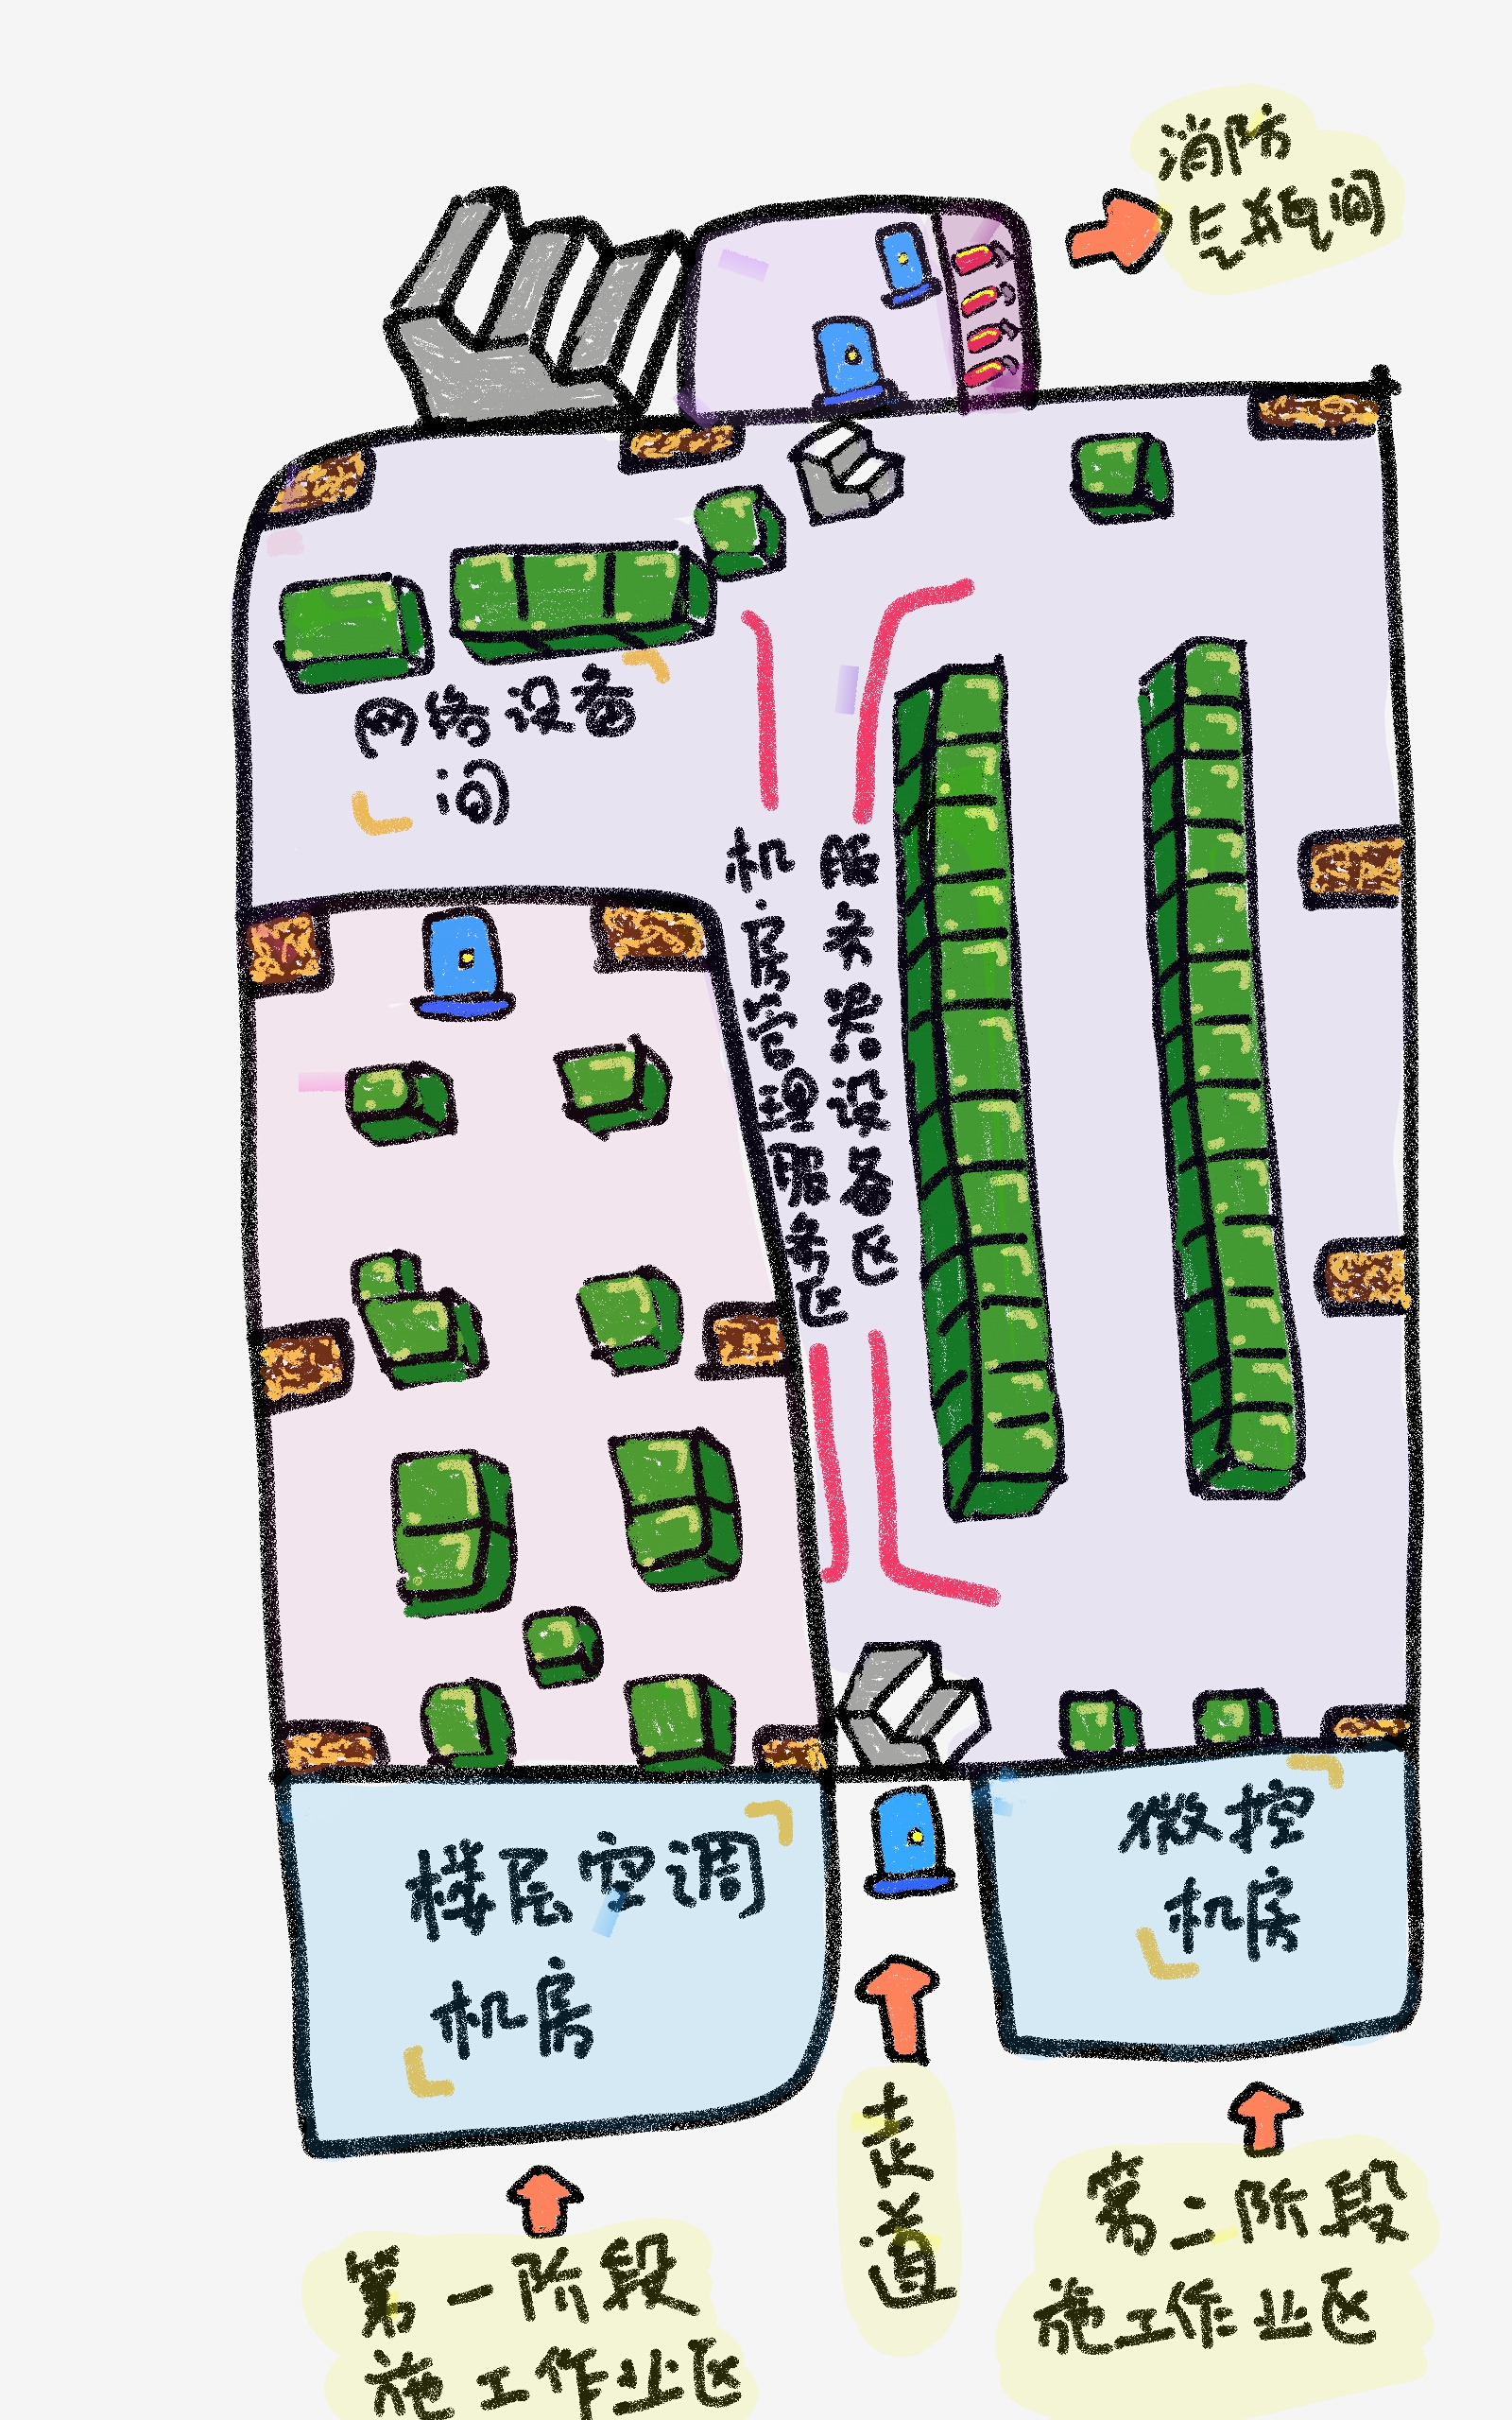 消防
气瓶间
网络设备
间
机房管理服务区
服务器设备区
楼层空调
机房
微控
机房
走道
第一阶段
施工作业区
第二阶段
施工作业区